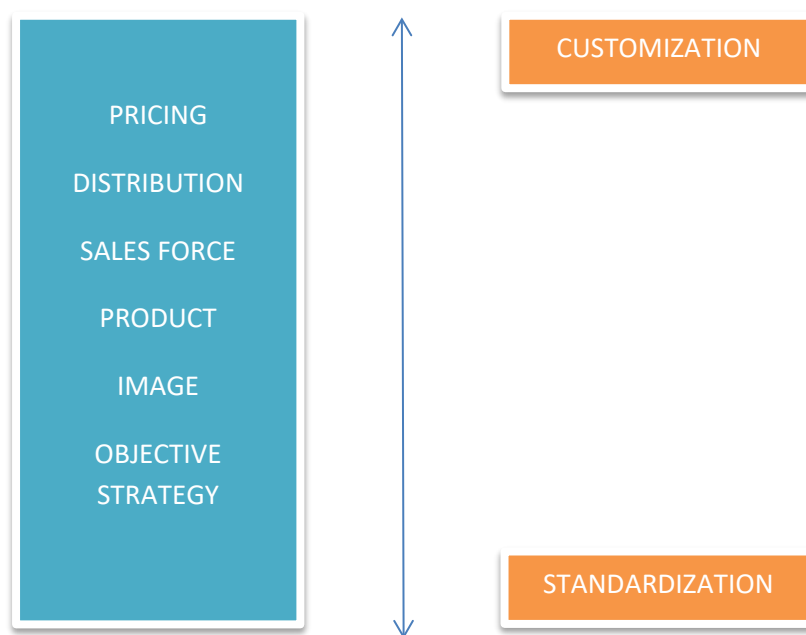 PRICING
DISTRIBUTION
SALES FORCE
PRODUCT
IMAGE
OBJECTIVE
STRATEGY
CUSTOMIZATION
STANDARDIZATION